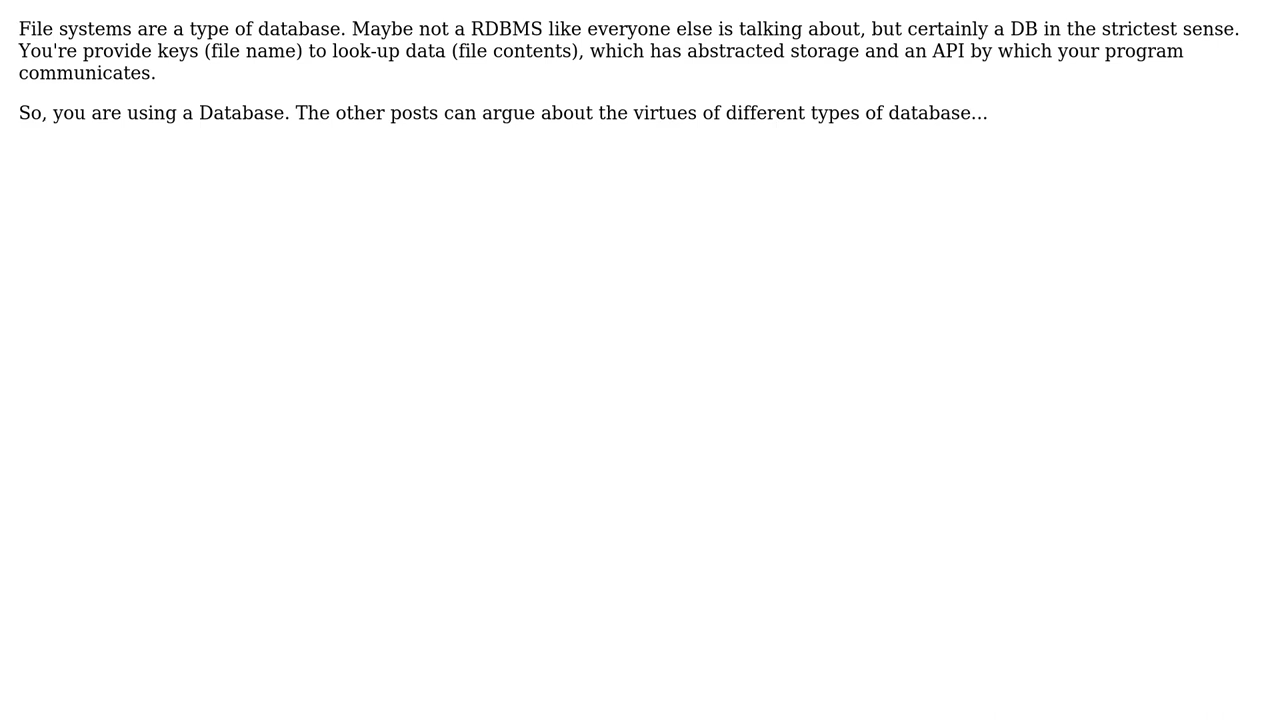 File systems are a type of database. Maybe not a RDBMS like everyone else is talking about, but certainly a DB in the strictest sense.
You're provide keys (file name) to look-up data (file contents), which has abstracted storage and an API by which your program
communicates.
So, you are using a Database. The other posts can argue about the virtues of different types of database...